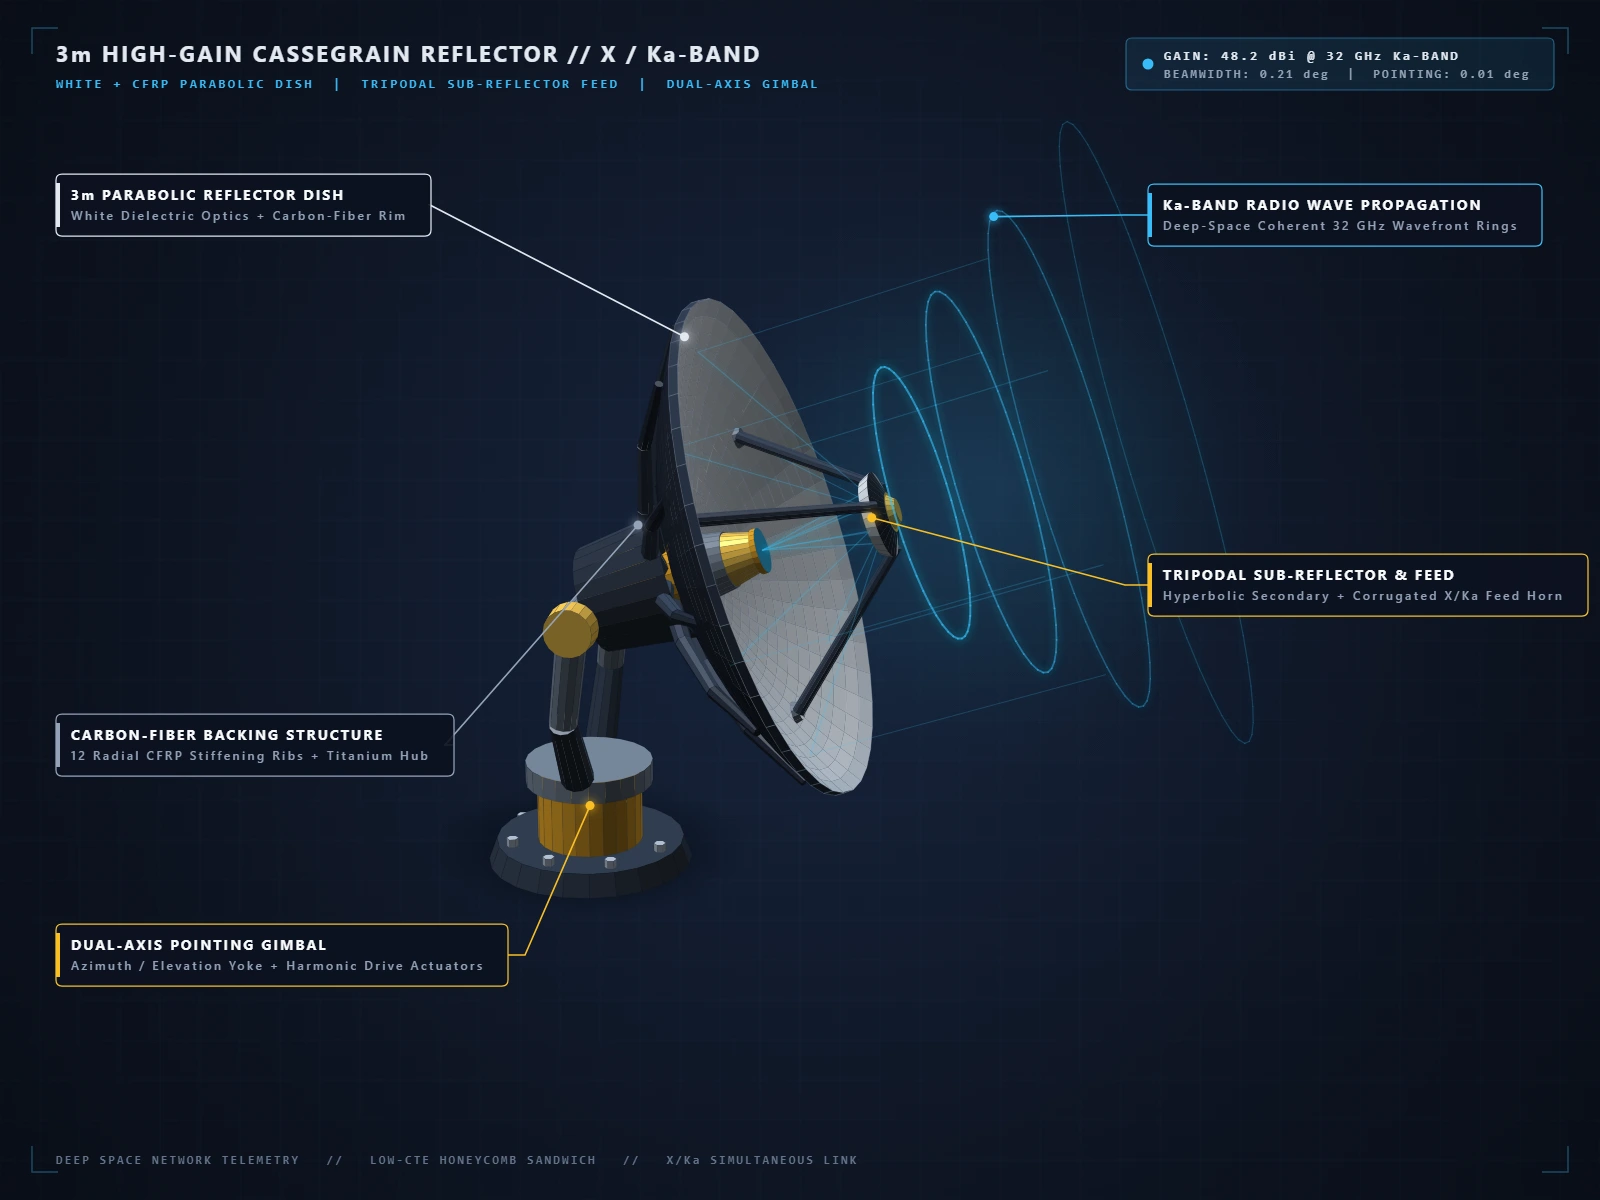 3m HIGH-GAIN CASSEGRAIN REFLECTOR // X / Ka-BAND
WHITE + CFRP PARABOLIC DISH | TRIPODAL SUB-REFLECTOR FEED | DUAL-AXIS GIMBAL
GAIN: 48.2 dBi @ 32 GHz Ka-BAND
BEAMWIDTH: 0.21 deg | POINTING: 0.01 deg
3m PARABOLIC REFLECTOR DISH
White Dielectric Optics + Carbon-Fiber Rim
Ka-BAND RADIO WAVE PROPAGATION
Deep-Space Coherent 32 GHz Wavefront Rings
TRIPODAL SUB-REFLECTOR & FEED
Hyperbolic Secondary + Corrugated X/Ka Feed Horn
CARBON-FIBER BACKING STRUCTURE
12 Radial CFRP Stiffening Ribs + Titanium Hub
DUAL-AXIS POINTING GIMBAL
Azimuth / Elevation Yoke + Harmonic Drive Actuators
DEEP SPACE NETWORK TELEMETRY // LOW-CTE HONEYCOMB SANDWICH // X/Ka SIMULTANEOUS LINK